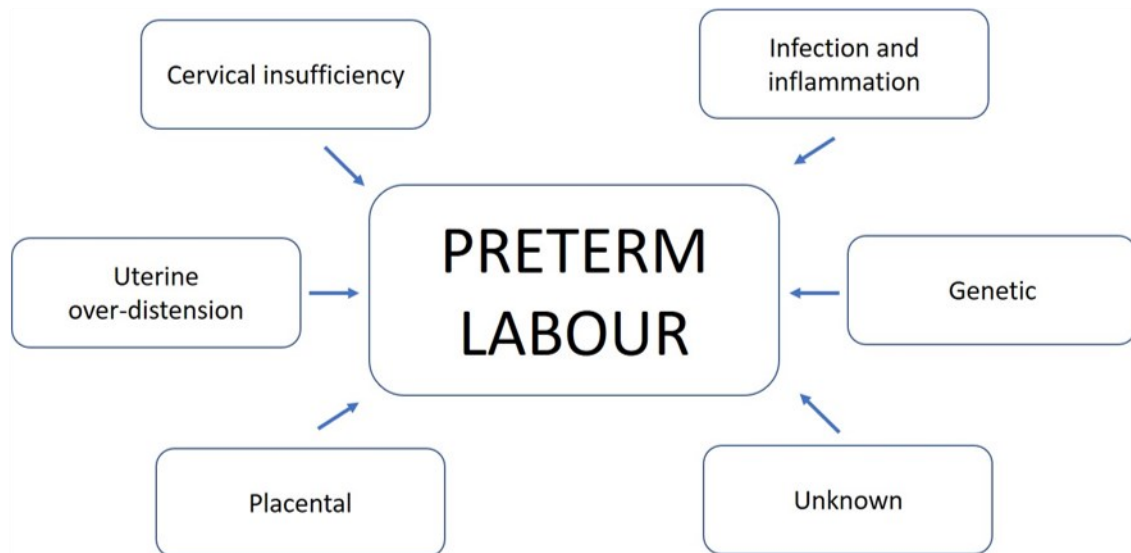 Cervical insufficiency
Infection and
inflammation
PRETERM
LABOUR
Uterine
over-distension
Genetic
Placental
Unknown